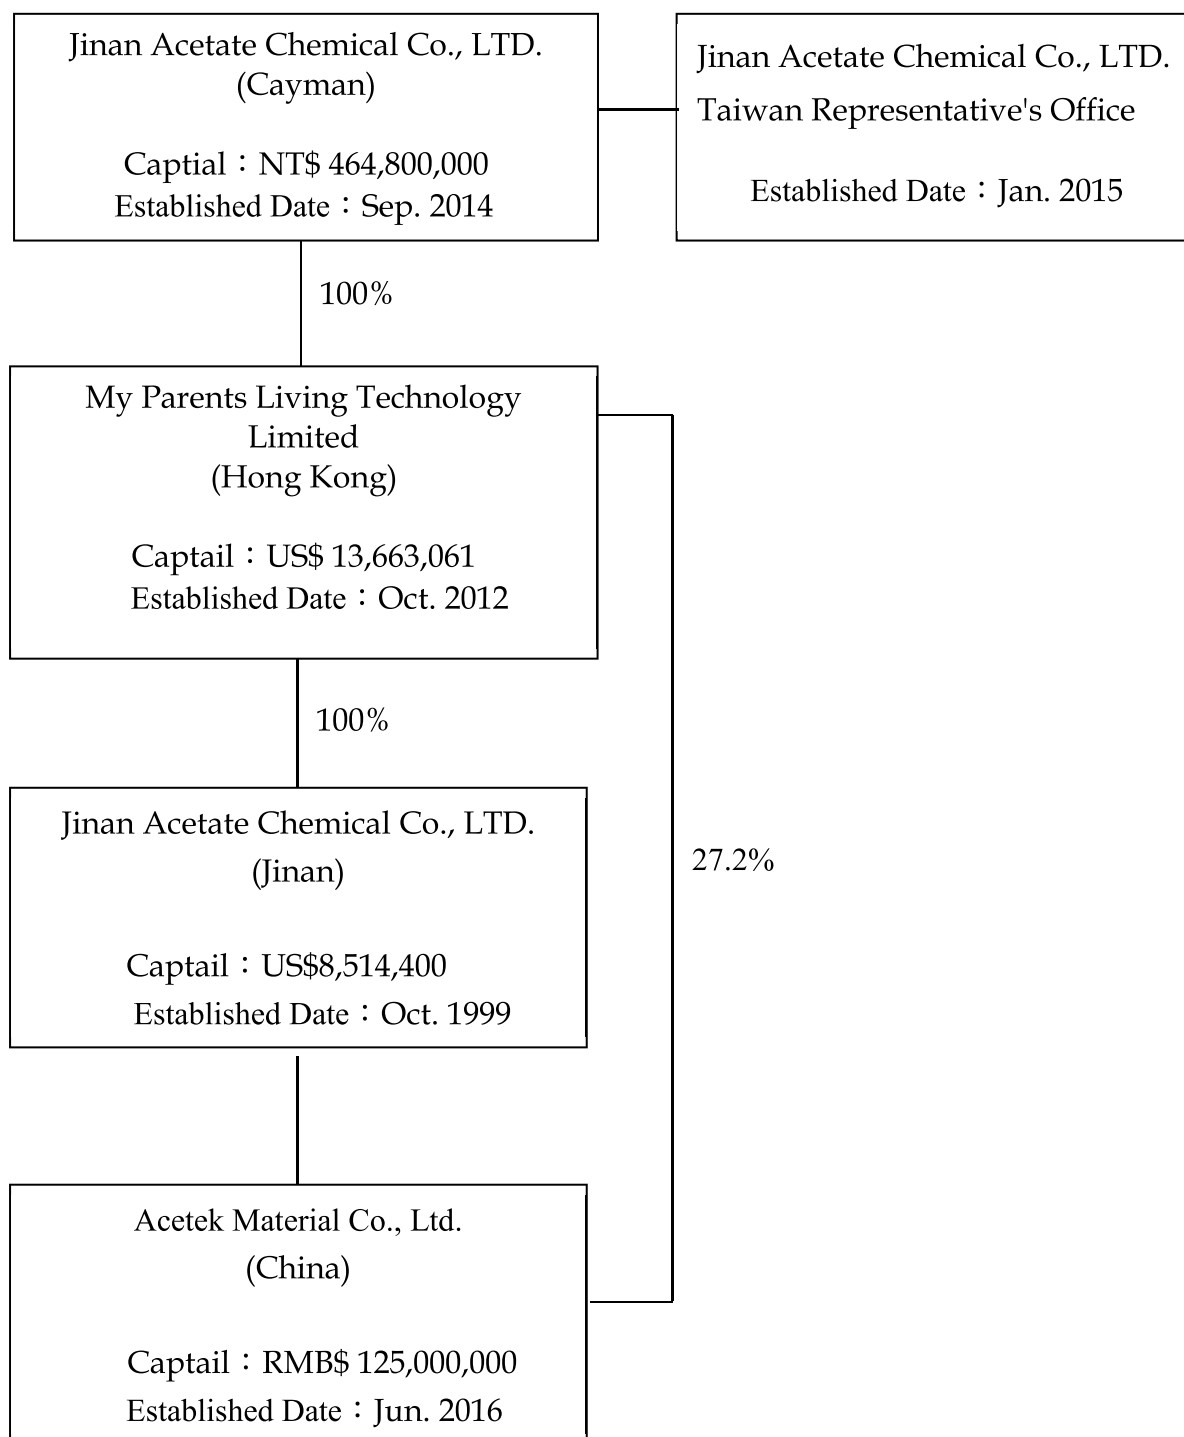 Jinan Acetate Chemical Co., LTD.
(Cayman)
Captial：NT$ 464,800,000
Established Date：Sep. 2014
Jinan Acetate Chemical Co., LTD.
Taiwan Representative's Office
Established Date：Jan. 2015
100%
My Parents Living Technology
Limited
(Hong Kong)
Captail：US$ 13,663,061
Established Date：Oct. 2012
100%
Jinan Acetate Chemical Co., LTD.
(Jinan)
Captail：US$8,514,400
Established Date：Oct. 1999
27.2%
Acetek Material Co., Ltd.
(China)
Captail：RMB$ 125,000,000
Established Date：Jun. 2016